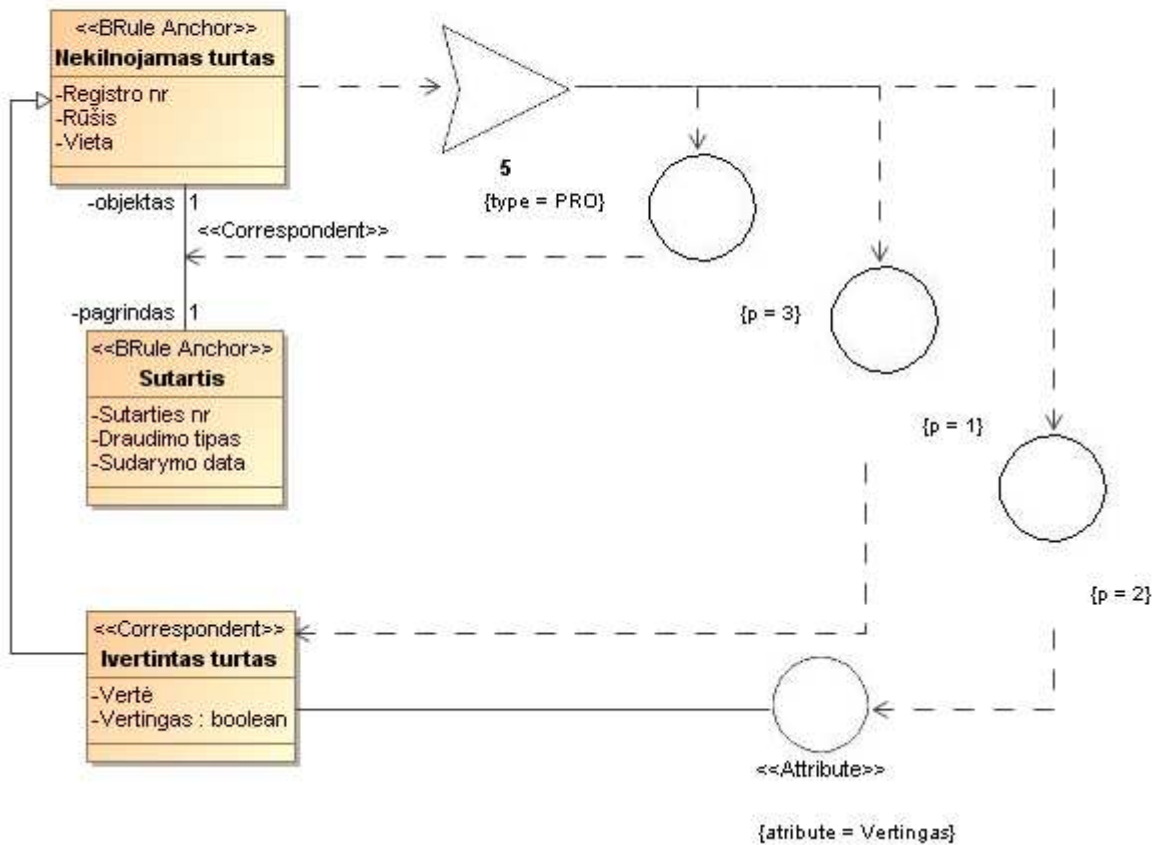 <<BRule Anchor>>
Nekilnojamas turtas
-Registro nr
-Rūšis
-Vieta
5
{type = PRO}
-objektas 1
<<Correspondent>>
-pagrindas 1
{p = 3}
<<BRule Anchor>>
Sutartis
-Sutarties nr
-Draudimo tipas
-Sudarymo data
{p = 1}
{p = 2}
<<Correspondent>>
Ivertintas turtas
-Vertė
-Vertingas : boolean
<<Attribute>>
{atribute = Vertingas}